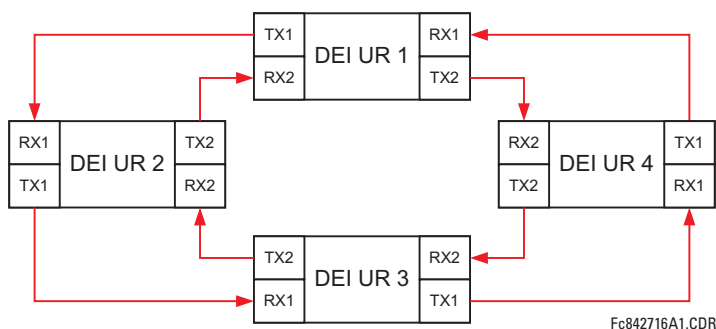 TX1
DEI UR 1
RX1
RX2
TX2
RX1
DEI UR 2
TX2
TX1
RX2
RX2
DEI UR 4
TX1
TX2
RX1
TX2
DEI UR 3
RX2
RX1
TX1
Fc842716A1.CDR